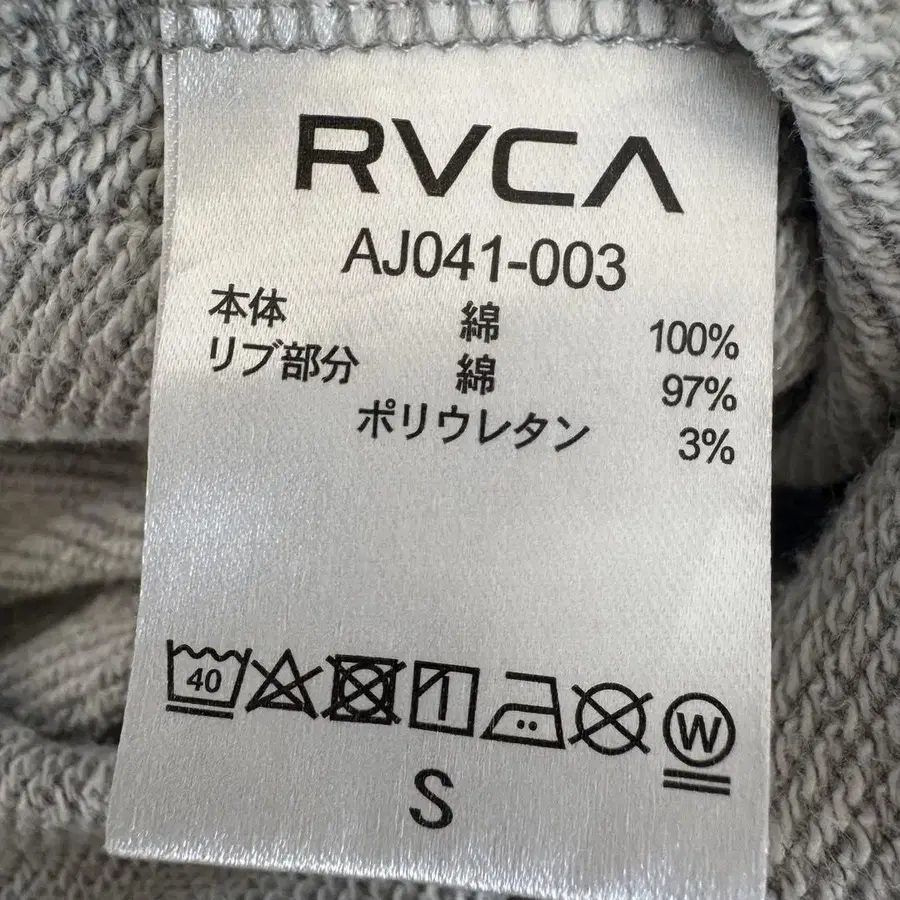 RVCA
AJ041-003
本体 綿 100%
リブ部分 綿 97%
ポリウレタン 3%
40 W
S